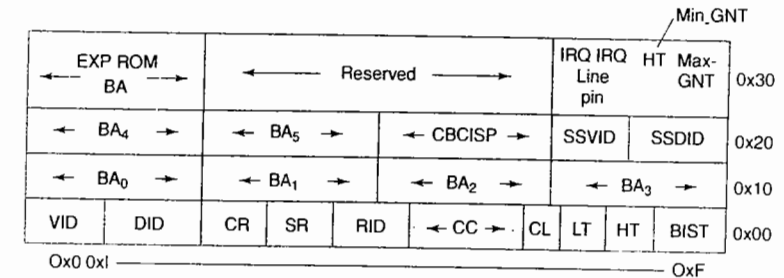 Min_GNT
EXP ROM BA Reserved IRQ IRQ Line pin HT Max-GNT 0x30
BA4 BA5 CBCISP SSVID SSDID 0x20
BA0 BA1 BA2 BA3 0x10
VID DID CR SR RID CC CL LT HT BIST 0x00
Ox0 0xl OxF